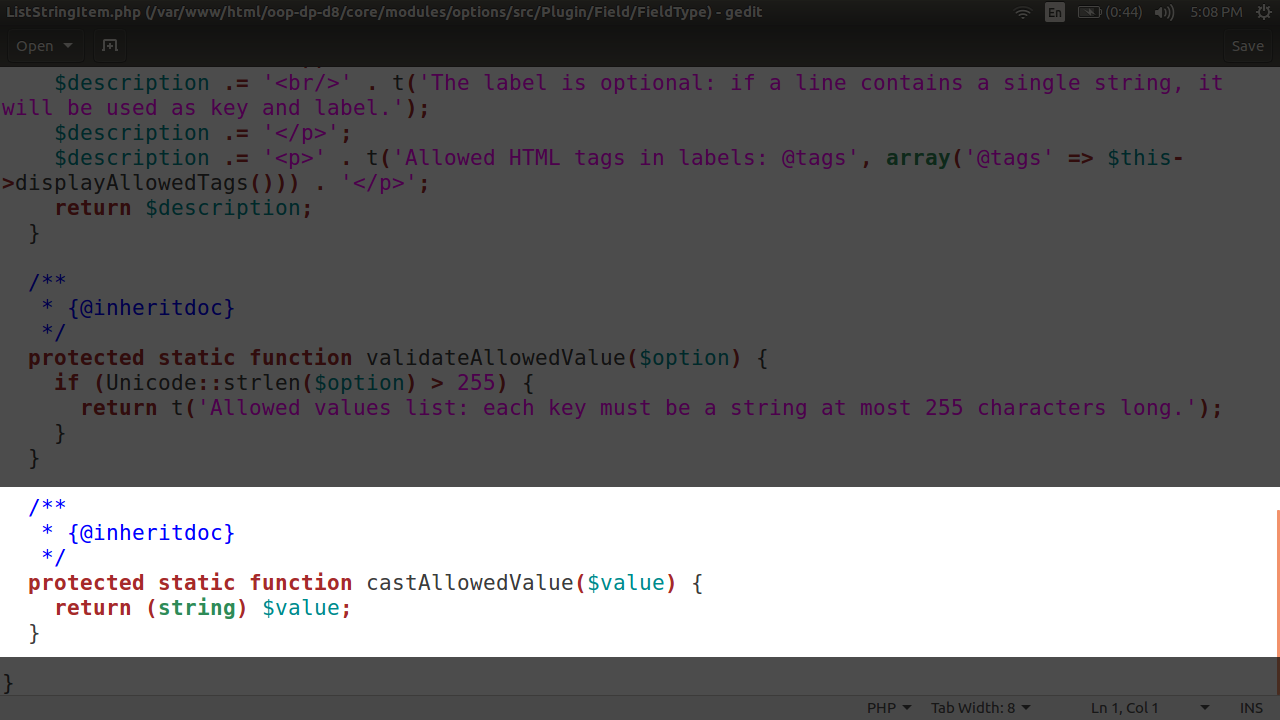 ListStringItem.php (/var/www/html/oop-dp-d8/core/modules/options/src/Plugin/Field/FieldType) - gedit
En (0:44) 5:08 PM
Open Save
$description .= '<br/>' . t('The label is optional: if a line contains a single string, it
will be used as key and label.');
$description .= '</p>';
$description .= '<p>' . t('Allowed HTML tags in labels: @tags', array('@tags' => $this-
>displayAllowedTags())) . '</p>';
return $description;
}
/**
* {@inheritdoc}
*/
protected static function validateAllowedValue($option) {
if (Unicode::strlen($option) > 255) {
return t('Allowed values list: each key must be a string at most 255 characters long.');
}
}
/**
* {@inheritdoc}
*/
protected static function castAllowedValue($value) {
return (string) $value;
}
}
PHP Tab Width: 8 Ln 1, Col 1 INS